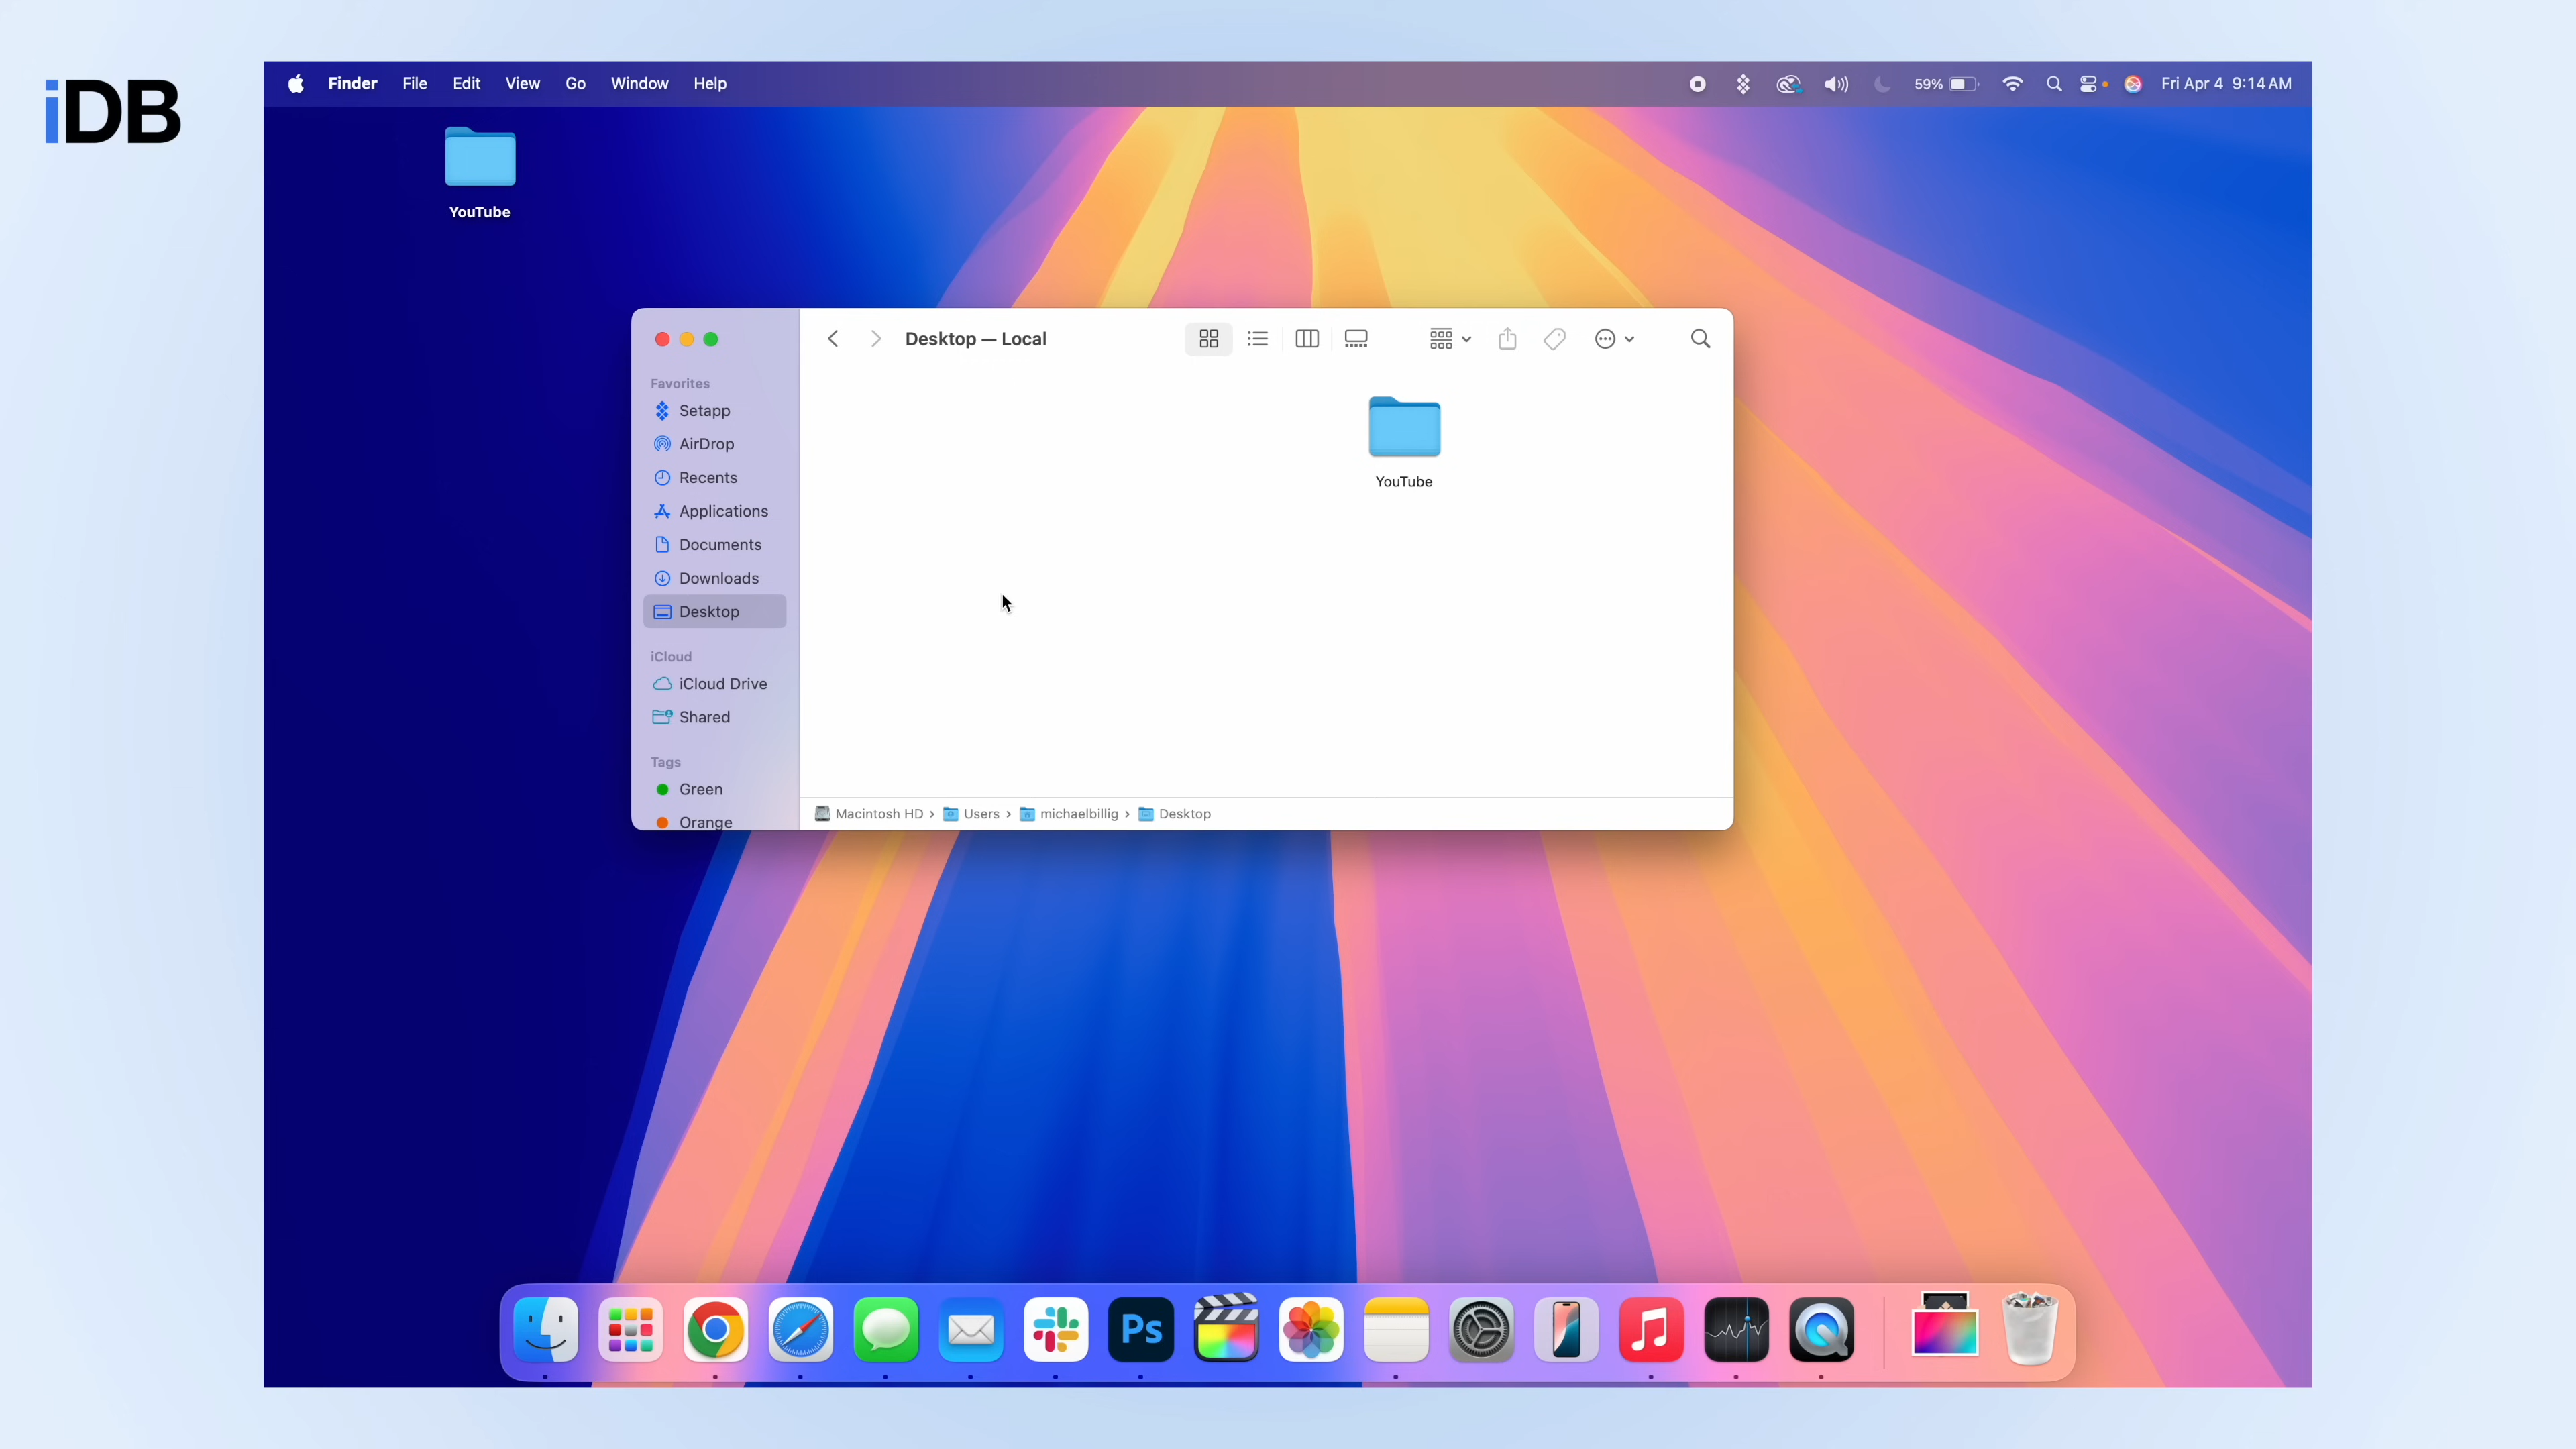 iDB
Finder File Edit View Go Window Help
59%
Fri Apr 4 9:14 AM
YouTube
Desktop — Local
Favorites
Setapp
AirDrop
Recents
Applications
Documents
Downloads
Desktop
iCloud
iCloud Drive
Shared
Tags
Green
Orange
YouTube
Macintosh HD › Users › michaelbillig › Desktop
Ps